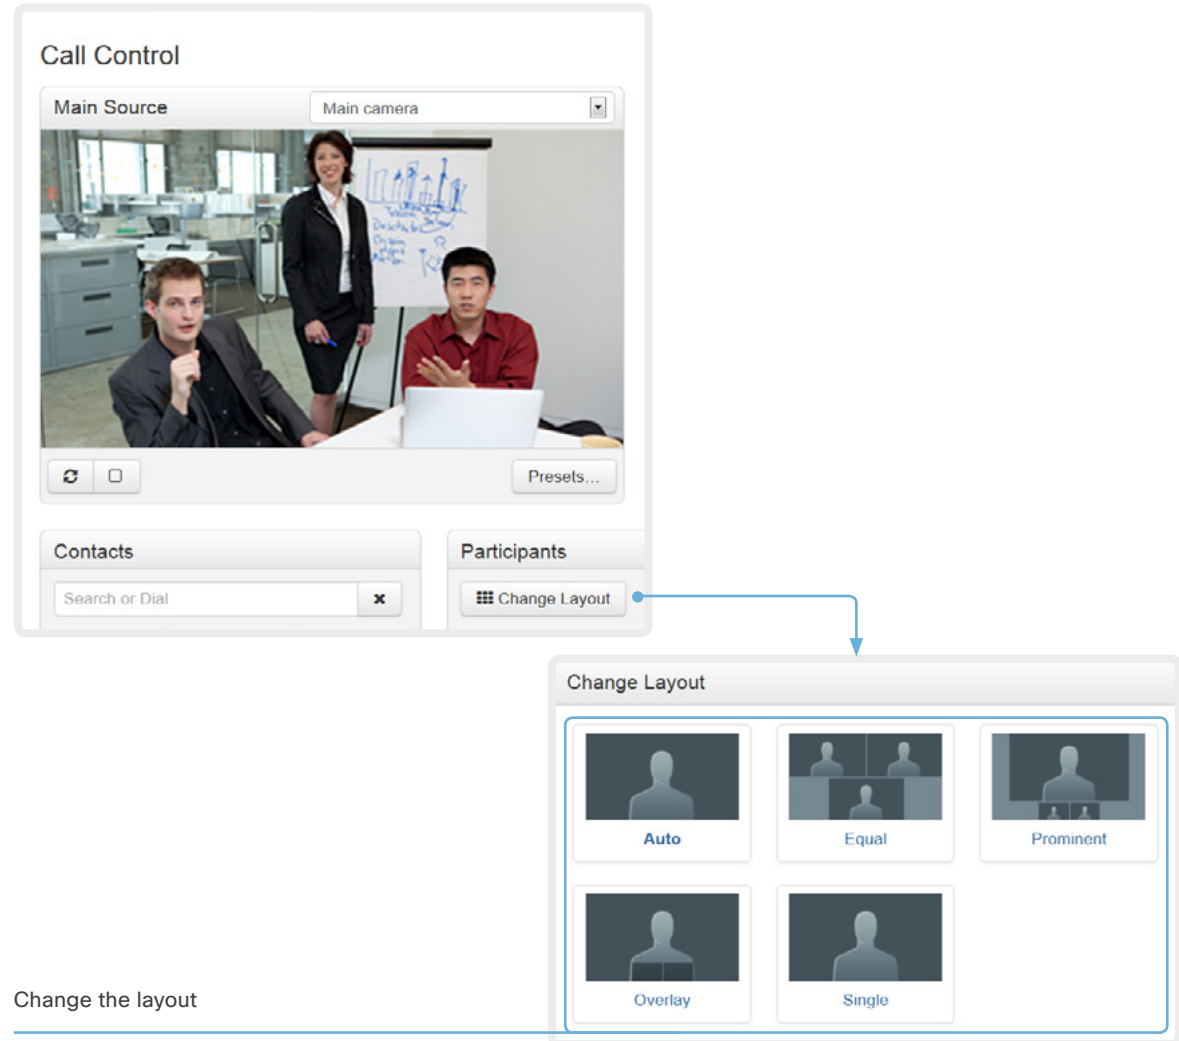 Call Control
Main Source
Main camera
Presets...
Contacts
Participants
Search or Dial
Change Layout
Change Layout
Auto
Equal
Prominent
Overlay
Single
Change the layout